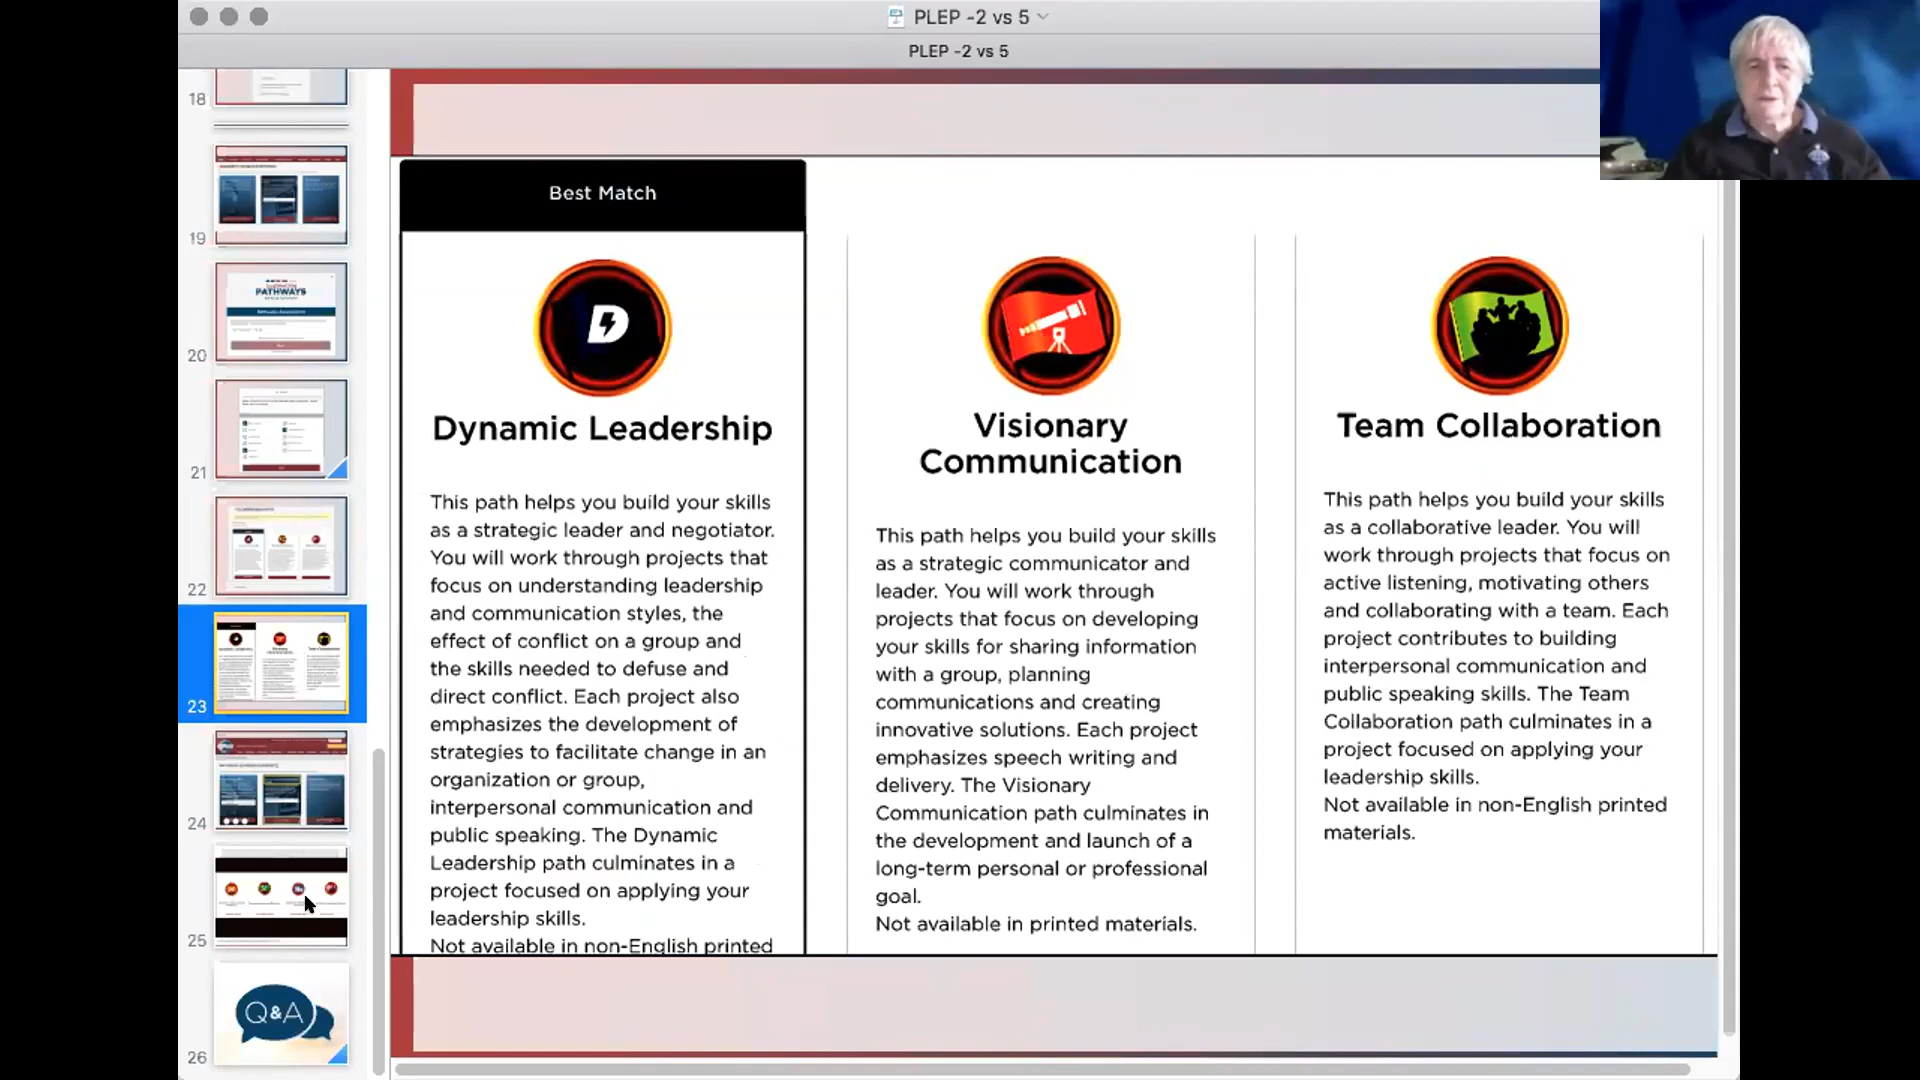 PLEP -2 vs 5
PLEP -2 vs 5
18
19
20
PATHWAYS
21
22
23
24
25
26
Q&A
Best Match
D
Dynamic Leadership
This path helps you build your skills
as a strategic leader and negotiator.
You will work through projects that
focus on understanding leadership
and communication styles, the
effect of conflict on a group and
the skills needed to defuse and
direct conflict. Each project also
emphasizes the development of
strategies to facilitate change in an
organization or group,
interpersonal communication and
public speaking. The Dynamic
Leadership path culminates in a
project focused on applying your
leadership skills.
Not available in non-English printed
Visionary
Communication
This path helps you build your skills
as a strategic communicator and
leader. You will work through
projects that focus on developing
your skills for sharing information
with a group, planning
communications and creating
innovative solutions. Each project
emphasizes speech writing and
delivery. The Visionary
Communication path culminates in
the development and launch of a
long-term personal or professional
goal.
Not available in printed materials.
Team Collaboration
This path helps you build your skills
as a collaborative leader. You will
work through projects that focus on
active listening, motivating others
and collaborating with a team. Each
project contributes to building
interpersonal communication and
public speaking skills. The Team
Collaboration path culminates in a
project focused on applying your
leadership skills.
Not available in non-English printed
materials.